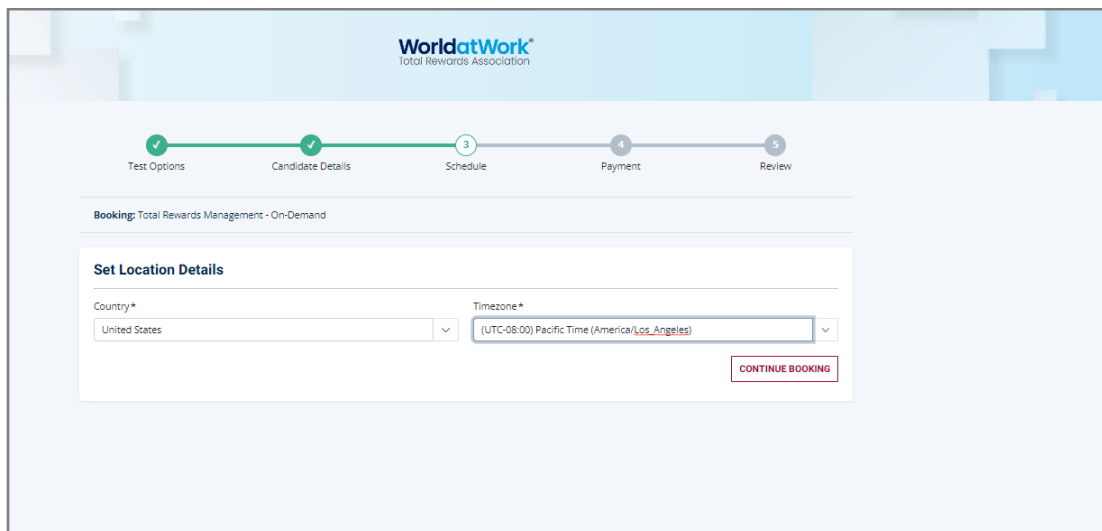 WorldatWork®
Total Rewards Association
3 4 5
Test Options Candidate Details Schedule Payment Review
Booking: Total Rewards Management - On-Demand
Set Location Details
Country* Timezone*
United States (UTC-08:00) Pacific Time (America/Los_Angeles)
CONTINUE BOOKING